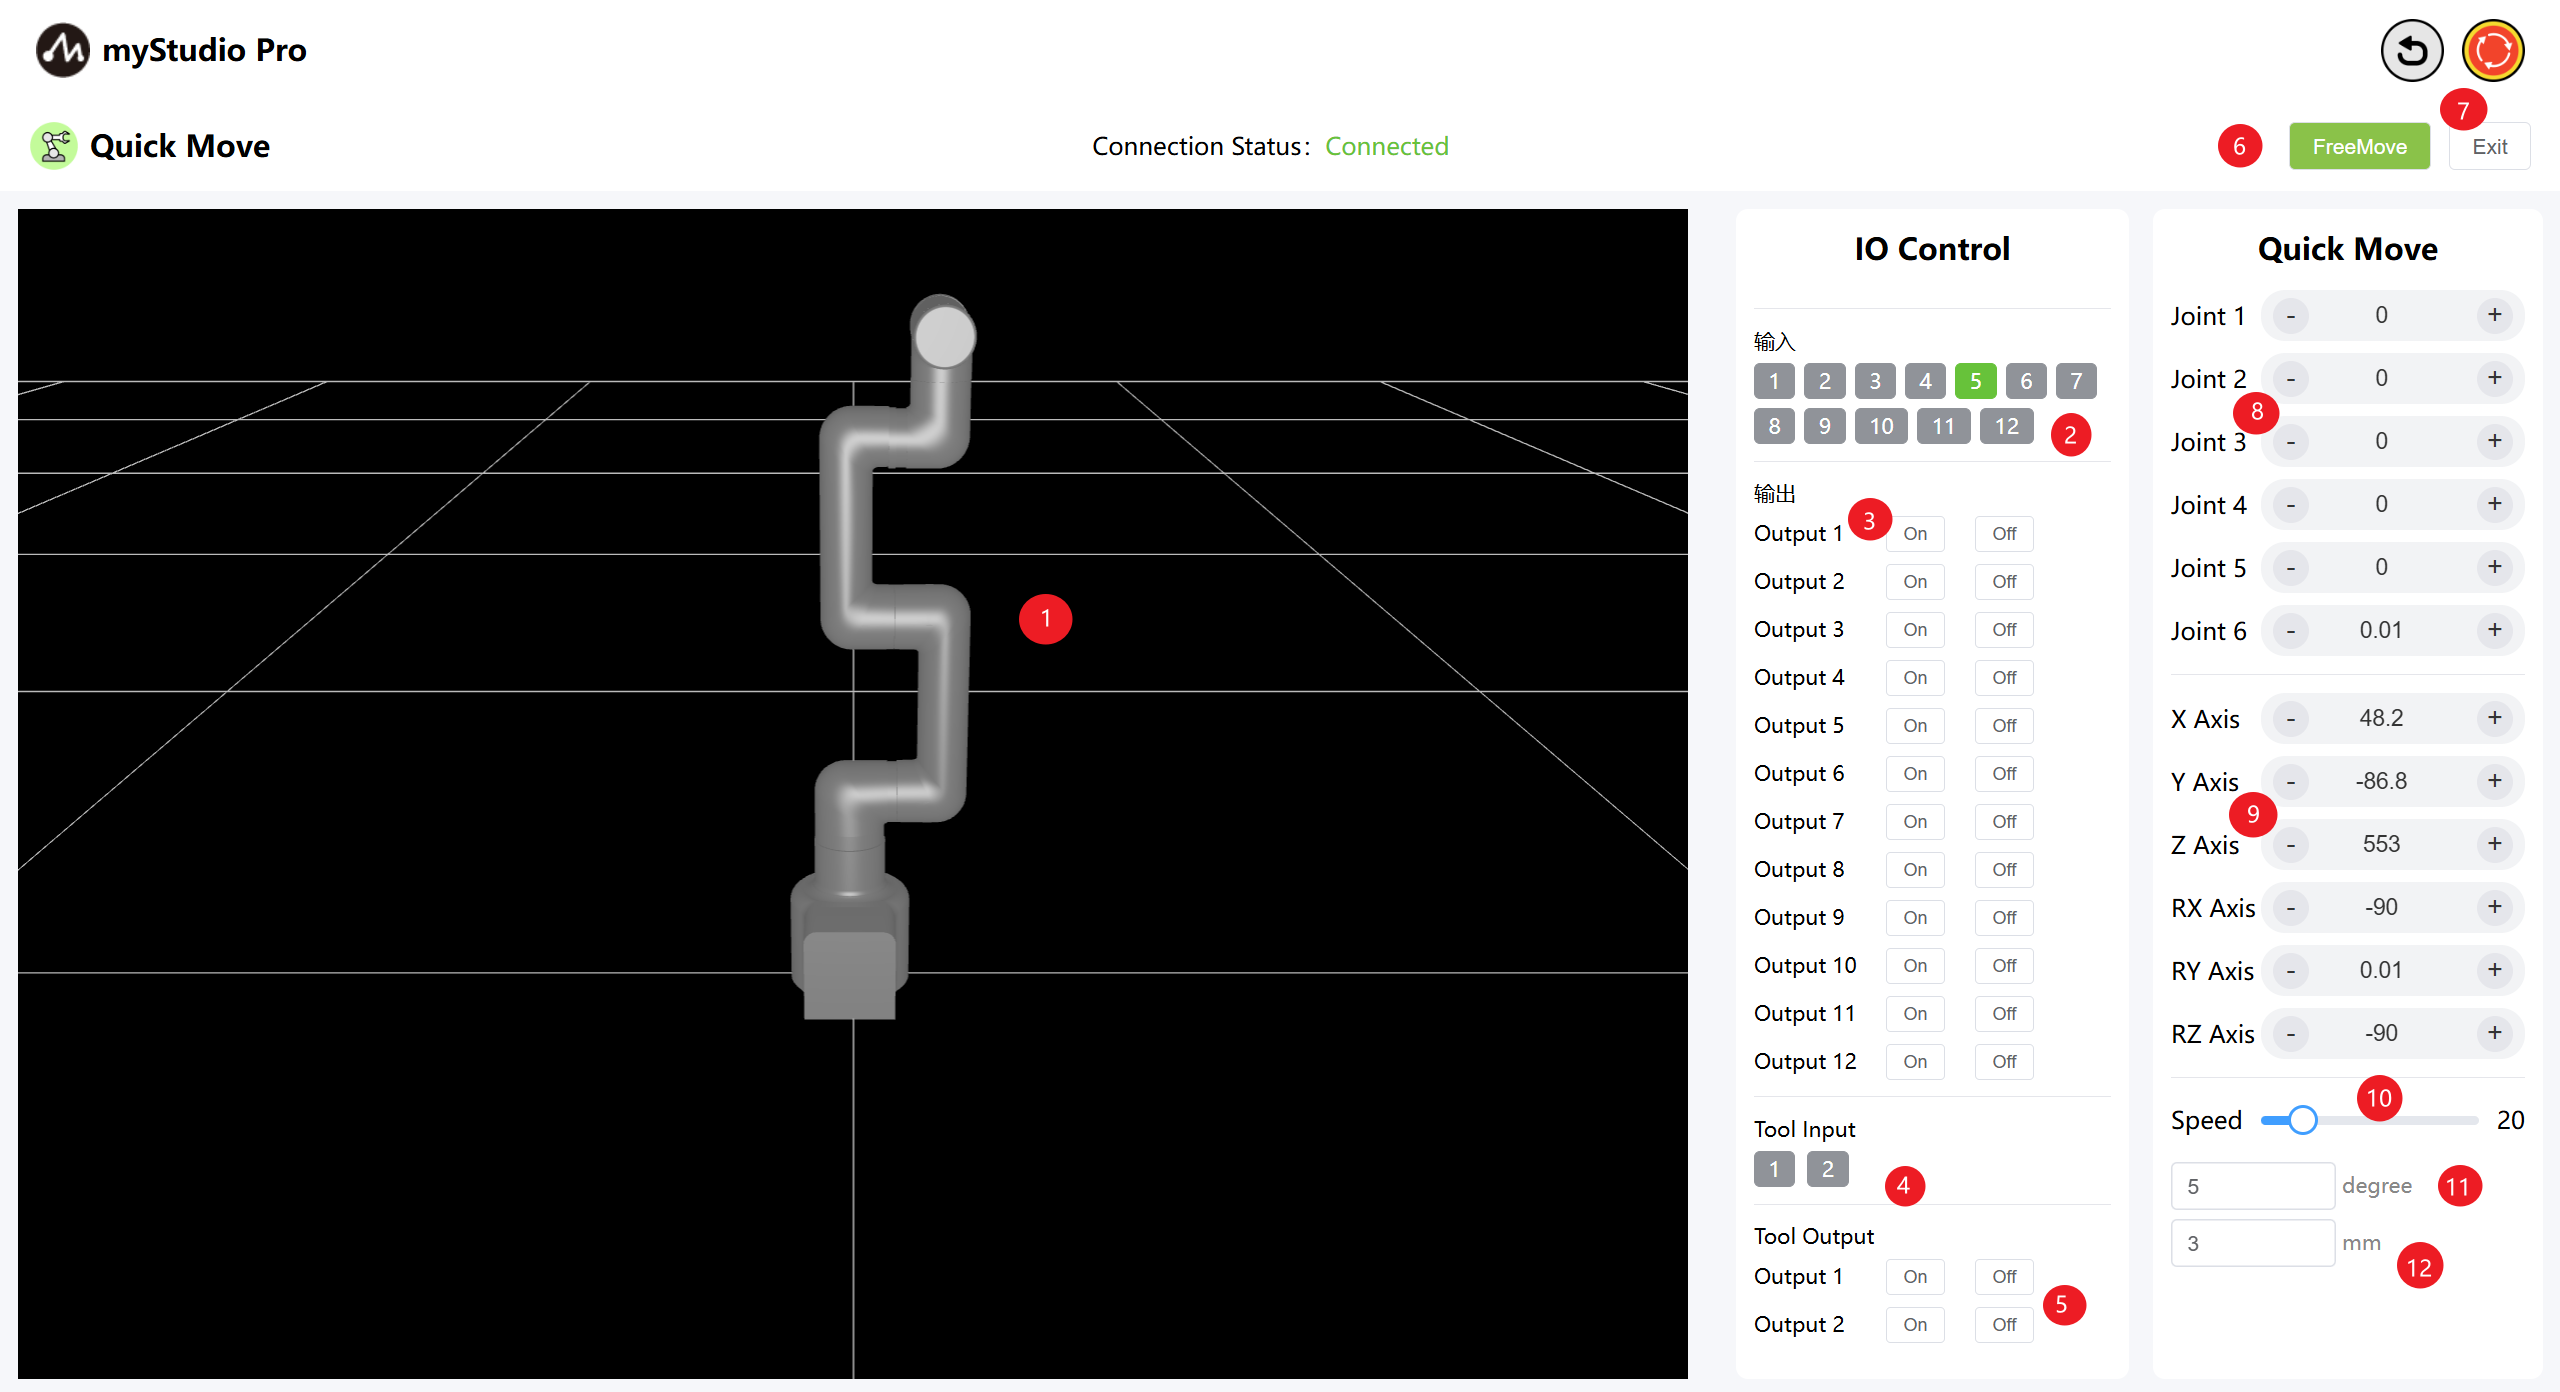 myStudio Pro
7
Quick Move
Connection Status： Connected
6
FreeMove
Exit
1
IO Control
输入
1 2 3 4 5 6 7
8 9 10 11 12
2
输出
3
Output 1 On Off
Output 2 On Off
Output 3 On Off
Output 4 On Off
Output 5 On Off
Output 6 On Off
Output 7 On Off
Output 8 On Off
Output 9 On Off
Output 10 On Off
Output 11 On Off
Output 12 On Off
Tool Input
1 2
4
Tool Output
Output 1 On Off
5
Output 2 On Off
Quick Move
Joint 1 - 0 +
Joint 2 - 0 +
8
Joint 3 - 0 +
Joint 4 - 0 +
Joint 5 - 0 +
Joint 6 - 0.01 +
X Axis - 48.2 +
Y Axis - -86.8 +
9
Z Axis - 553 +
RX Axis - -90 +
RY Axis - 0.01 +
RZ Axis - -90 +
10
Speed 20
5 degree 11
3 mm
12